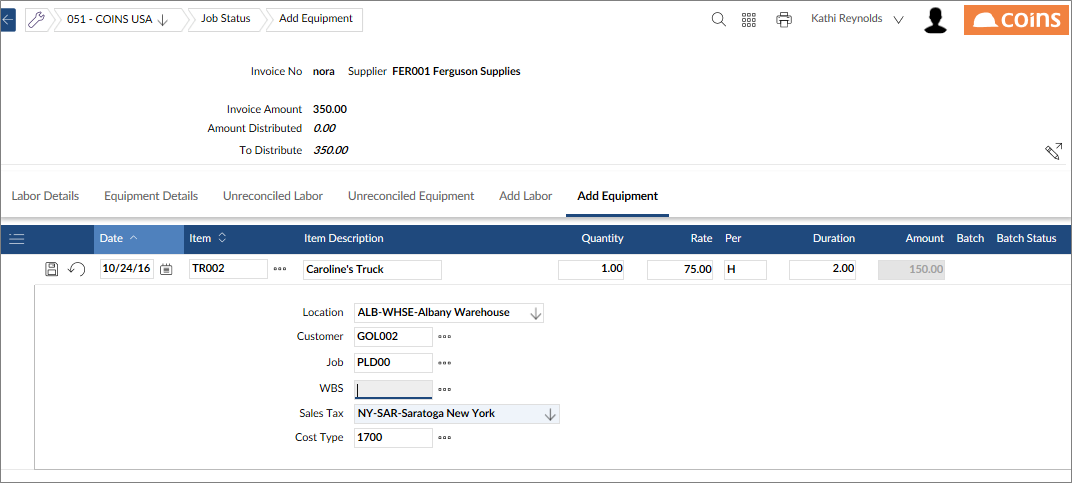 051 - COINS USA Job Status Add Equipment Kathi Reynolds coins
Invoice No nora Supplier FER001 Ferguson Supplies
Invoice Amount 350.00
Amount Distributed 0.00
To Distribute 350.00
Labor Details Equipment Details Unreconciled Labor Unreconciled Equipment Add Labor Add Equipment
Date Item Item Description Quantity Rate Per Duration Amount Batch Batch Status
10/24/16 TR002 Caroline's Truck 1.00 75.00 H 2.00 150.00
Location ALB-WHSE-Albany Warehouse
Customer GOL002
Job PLD00
WBS
Sales Tax NY-SAR-Saratoga New York
Cost Type 1700